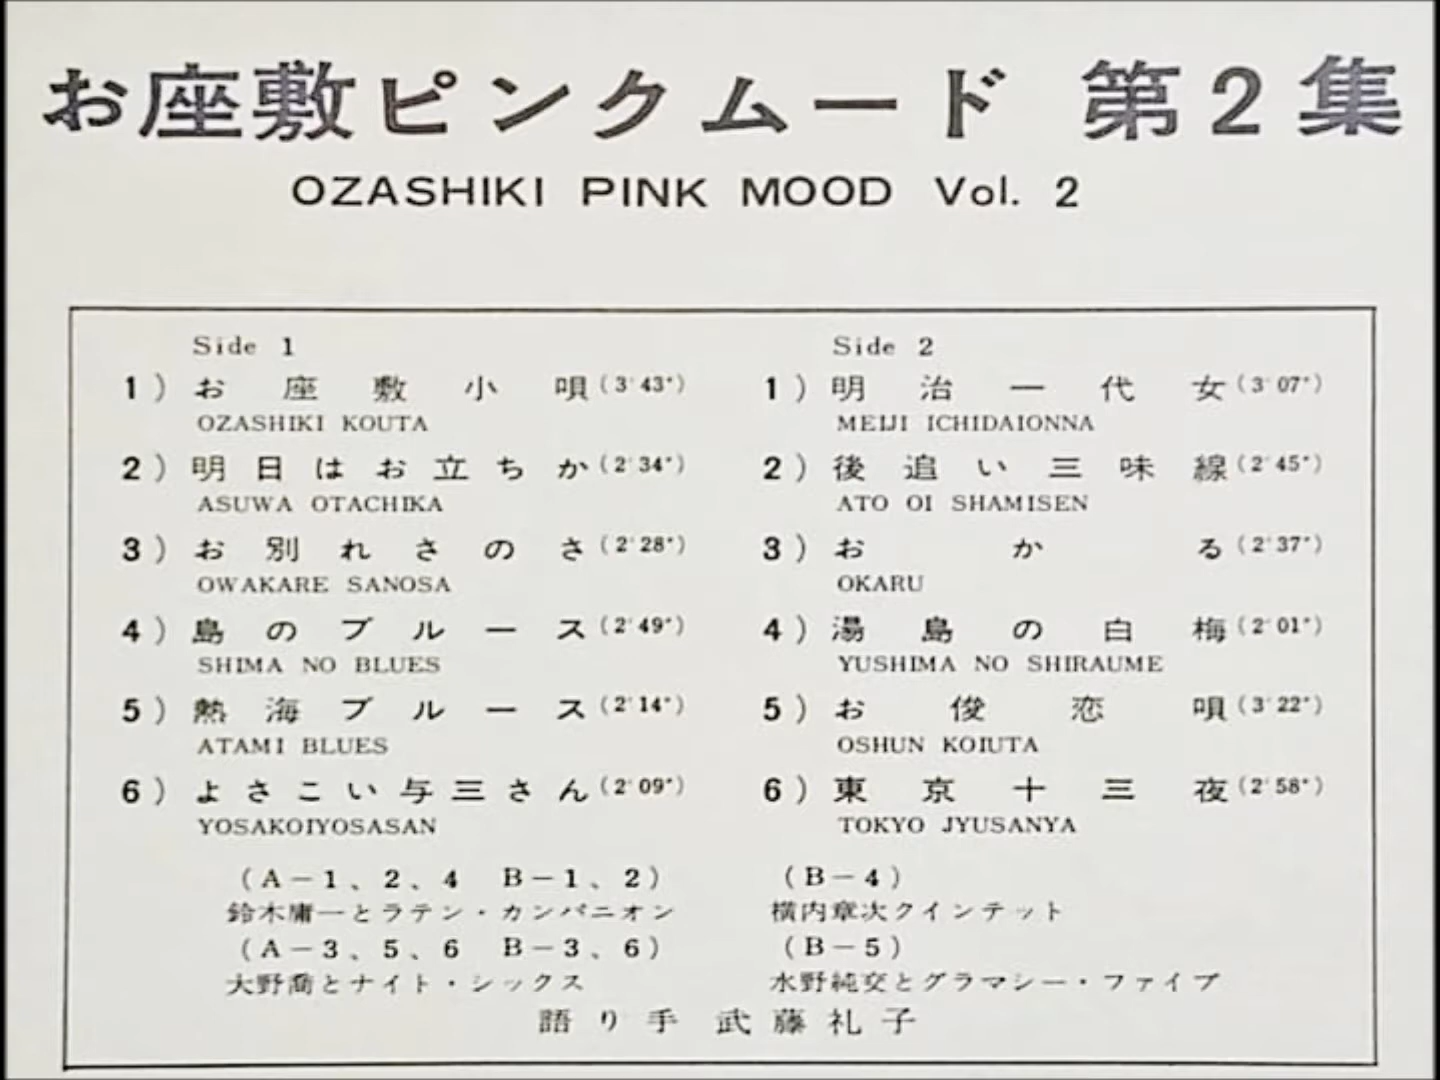 お座敷ピンクムード 第2集
OZASHIKI PINK MOOD Vol. 2
Side 1
1) お座敷小唄 (3′43″)
OZASHIKI KOUTA
2) 明日はお立ちか (2′34″)
ASUWA OTACHIKA
3) お別れさのさ (2′28″)
OWAKARE SANOSA
4) 島のブルース (2′49″)
SHIMA NO BLUES
5) 熱海ブルース (2′14″)
ATAMI BLUES
6) よさこい与三さん (2′09″)
YOSAKOIYOSASAN
Side 2
1) 明治一代女 (3′07″)
MEIJI ICHIDAIONNA
2) 後追い三味線 (2′45″)
ATO OI SHAMISEN
3) おかる (2′37″)
OKARU
4) 湯島の白梅 (2′01″)
YUSHIMA NO SHIRAUME
5) お俊恋唄 (3′22″)
OSHUN KOIUTA
6) 東京十三夜 (2′58″)
TOKYO JYUSANYA
(A-1、2、4 B-1、2)
鈴木庸一とラテン・カンパニオン
(A-3、5、6 B-3、6)
大野喬とナイト・シックス
(B-4)
横内章次クインテット
(B-5)
水野純交とグラマシー・ファイブ
語り手 武藤礼子